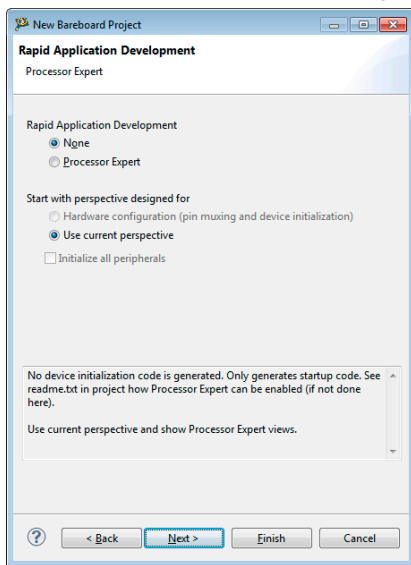 New Bareboard Project
Rapid Application Development
Processor Expert
Rapid Application Development
None
Processor Expert
Start with perspective designed for
Hardware configuration (pin muxing and device initialization)
Use current perspective
Initialize all peripherals
No device initialization code is generated. Only generates startup code. See
readme.txt in project how Processor Expert can be enabled (if not done
here).
Use current perspective and show Processor Expert views.
? < Back Next > Finish Cancel